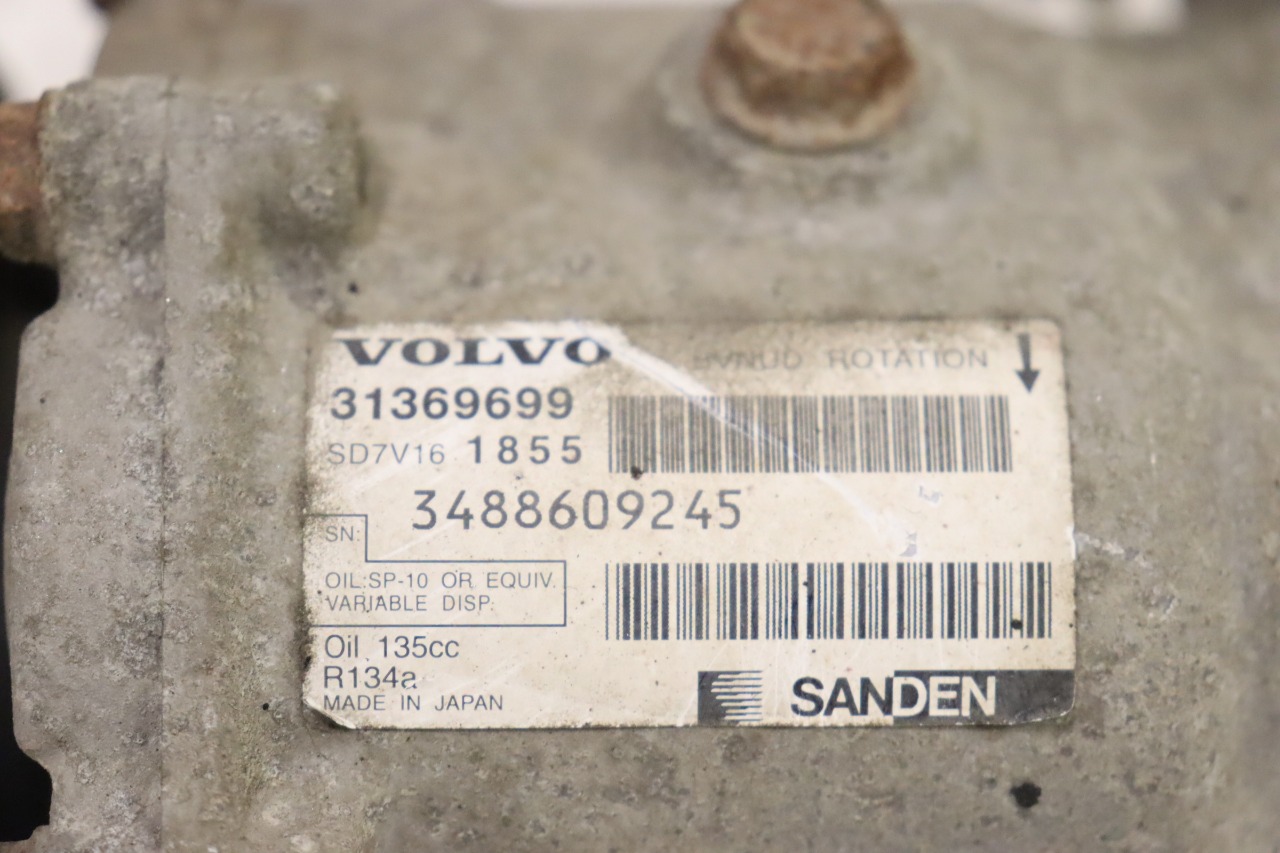 VOLVO
ROTATION
31369699
SD7V16 1855
3488609245
SN:
OIL:SP-10 OR EQUIV.
VARIABLE DISP.
Oil 135cc
R134a
MADE IN JAPAN
SANDEN